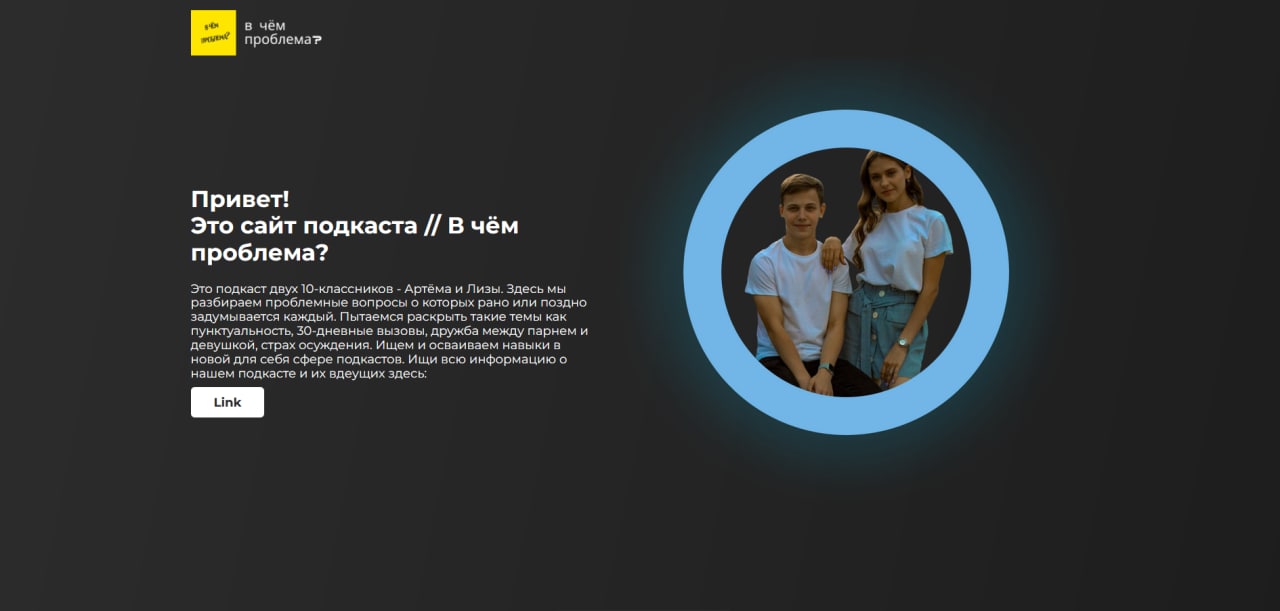 в чём
проблема?
в чём
проблема?
Привет!
Это сайт подкаста // В чём
проблема?
Это подкаст двух 10-классников - Артёма и Лизы. Здесь мы
разбираем проблемные вопросы о которых рано или поздно
задумывается каждый. Пытаемся раскрыть такие темы как
пунктуальность, 30-дневные вызовы, дружба между парнем и
девушкой, страх осуждения. Ищем и осваиваем навыки в
новой для себя сфере подкастов. Ищи всю информацию о
нашем подкасте и их вдеущих здесь:
Link